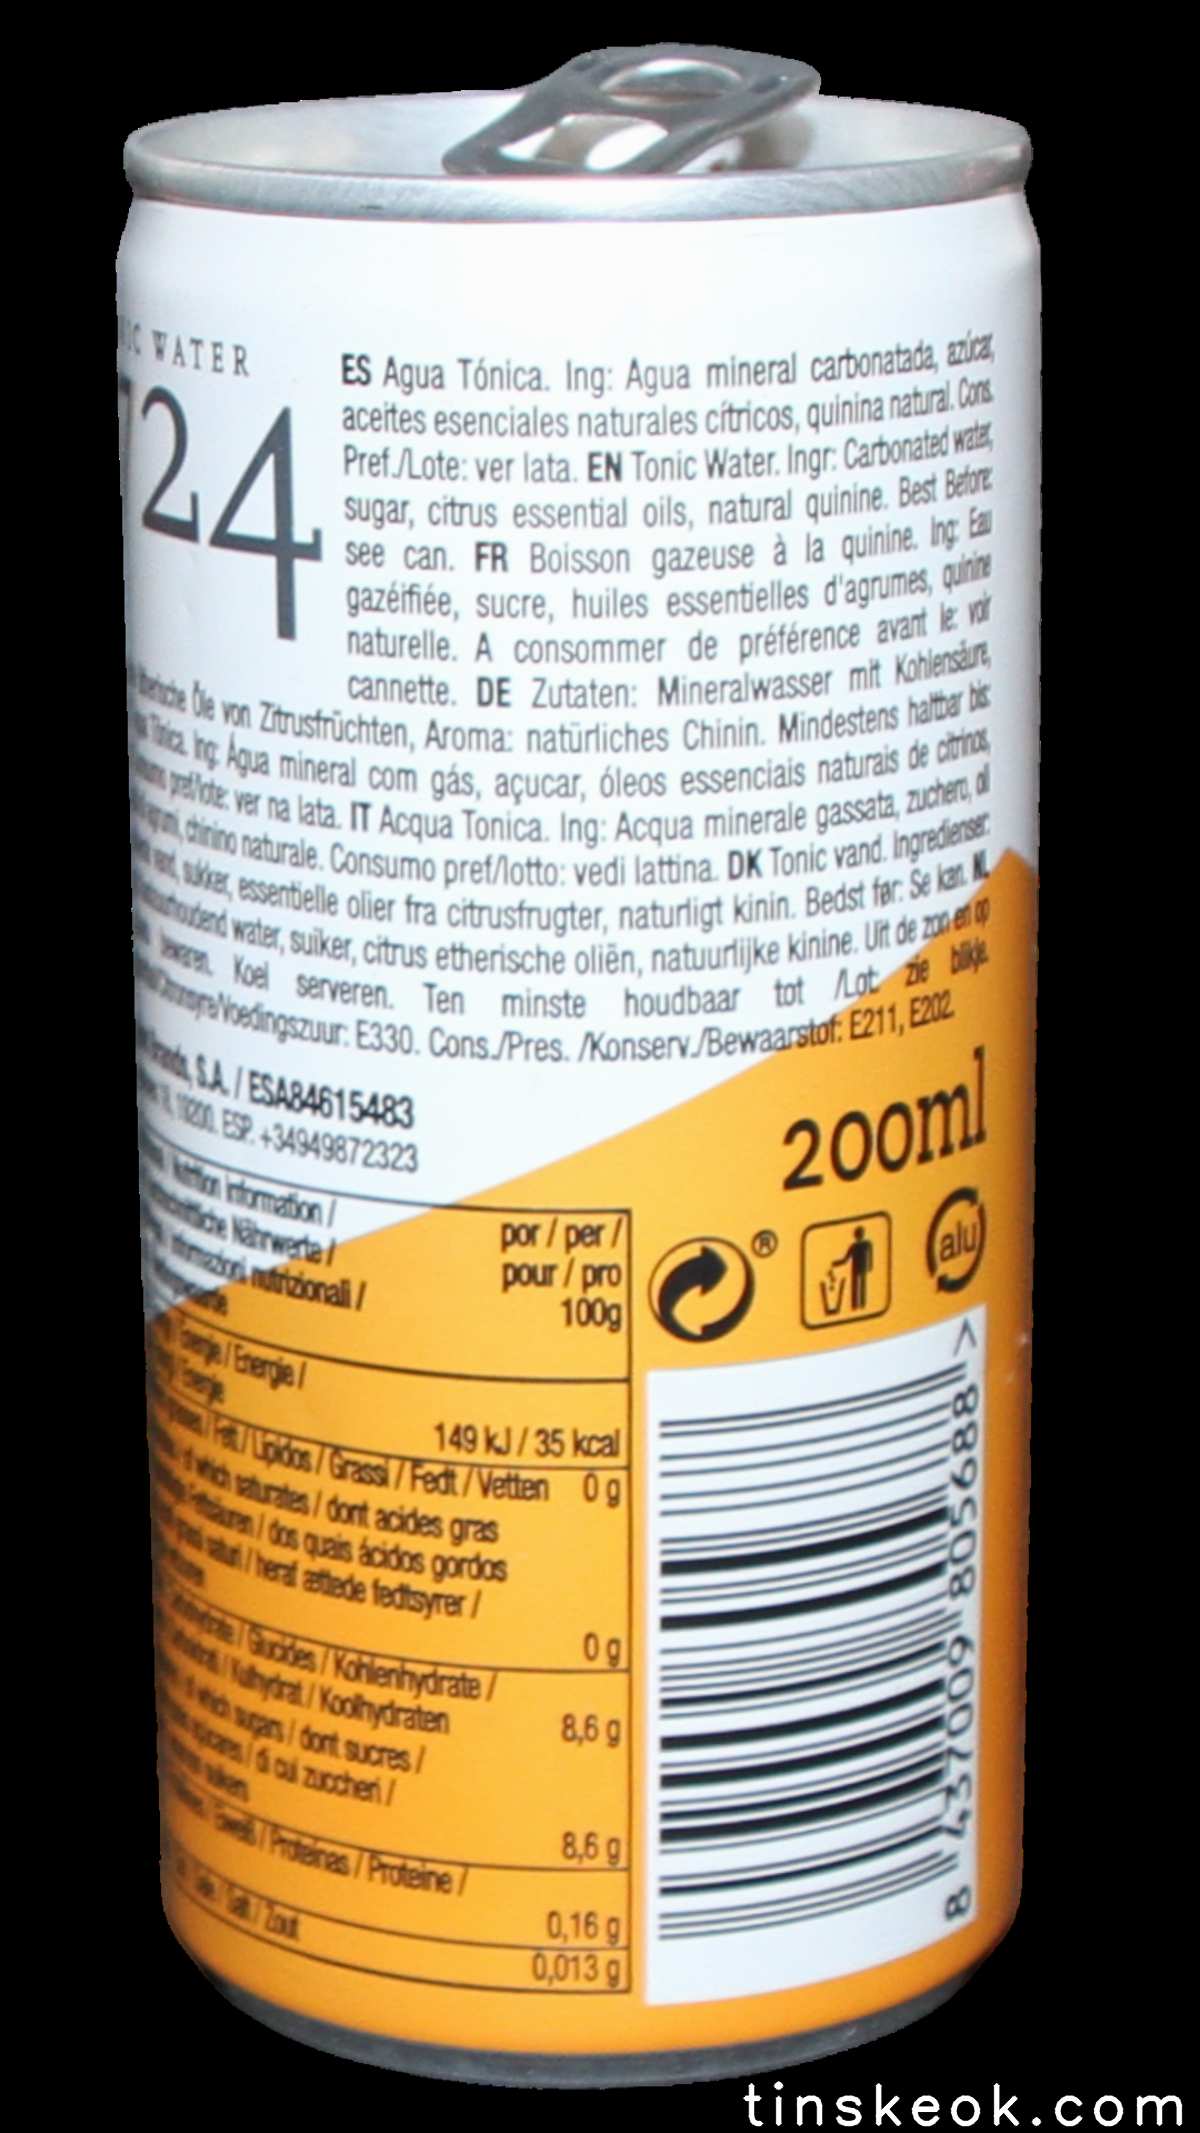 WATER
724
ES Agua Tónica. Ing: Agua mineral carbonatada, azúcar,
aceites esenciales naturales cítricos, quinina natural. Cons.
Pref./Lote: ver lata. EN Tonic Water. Ingr: Carbonated water,
sugar, citrus essential oils, natural quinine. Best Before:
see can. FR Boisson gazeuse à la quinine. Ing: Eau
gazéifiée, sucre, huiles essentielles d'agrumes, quinine
naturelle. A consommer de préférence avant le: voir
cannette. DE Zutaten: Mineralwasser mit Kohlensäure,
Öle von Zitrusfrüchten, Aroma: natürliches Chinin. Mindestens haltbar bis:
Tónica. Ing: Água mineral com gás, açucar, óleos essenciais naturais de citrinos,
pref/lote: ver na lata. IT Acqua Tonica. Ing: Acqua minerale gassata, zucchero, oli
chinino naturale. Consumo pref/lotto: vedi lattina. DK Tonic vand. Ingredienser:
vand, sukker, essentielle olier fra citrusfrugter, naturligt kinin. Bedst før: Se kan. NL
water, suiker, citrus etherische oliën, natuurlijke kinine. Uit de zon en op
bewaren. Koel serveren. Ten minste houdbaar tot /Lot: zie blikje.
/Voedingszuur: E330. Cons./Pres. /Konserv./Bewaarstof: E211, E202.
S.A. / ESA84615483
19200. ESP. +34949872323
200ml
Nutrition information /
Nährwerte /
informazioni nutrizionali /
por / per /
pour / pro
100g
Energie /
149 kJ / 35 kcal
/ Fett / Lípidos / Grassi / Fedt / Vetten 0 g
of which saturates / dont acides gras
/ dos quais ácidos gordos
saturi / heraf mættede fedtsyrer /
0 g
/ Glucides / Kohlenhydrate /
/ Kulhydrat / Koolhydraten
8,6 g
of which sugars / dont sucres /
/ di cui zuccheri /
suikers
8,6 g
Eiweiß / Proteínas / Proteine /
0,16 g
Salt / Zout
0,013 g
®
alu
8 437009 805688 >
tinskeok.com